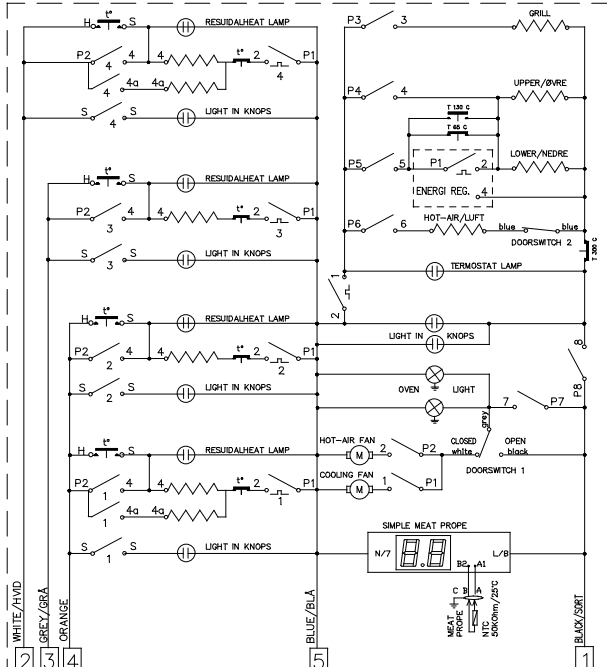 H t° S RESUIDALHEAT LAMP P3 3 GRILL
P2 4 4 t° 2 P1
4 4
4a 4a
P4 4 UPPER/ØVRE
S S LIGHT IN KNOPS
4
T 130 C
T 65 C
P5 5 P1 2 LOWER/NEDRE
ENERGI REG. 4
H t° S RESUIDALHEAT LAMP
P2 4 t° 2 P1
3 3
P6 6 HOT-AIR/LUFT blue blue
DOORSWITCH 2
T 300 C
S S LIGHT IN KNOPS
3
TERMOSTAT LAMP
1
2
H t° S RESUIDALHEAT LAMP
LIGHT IN KNOPS
P2 4 t° 2 P1
2 2
8
P8
S S LIGHT IN KNOPS
2
OVEN LIGHT
7 P7
grey
H t° S RESUIDALHEAT LAMP
HOT-AIR FAN
M 2 P2
CLOSED OPEN
white black
DOORSWITCH 1
P2 4 4 t° 2 P1
1 1
4a 4a
COOLING FAN
M 1 P1
S S LIGHT IN KNOPS
1
SIMPLE MEAT PROPE
N/7 8.8 L/8
B2 A1
C B A
MEAT PROPE
NTC 50KOhm/25°C
WHITE/HVID
GREY/GRÅ
ORANGE
BLUE/BLÅ
BLACK/SORT
2 3 4 5 1